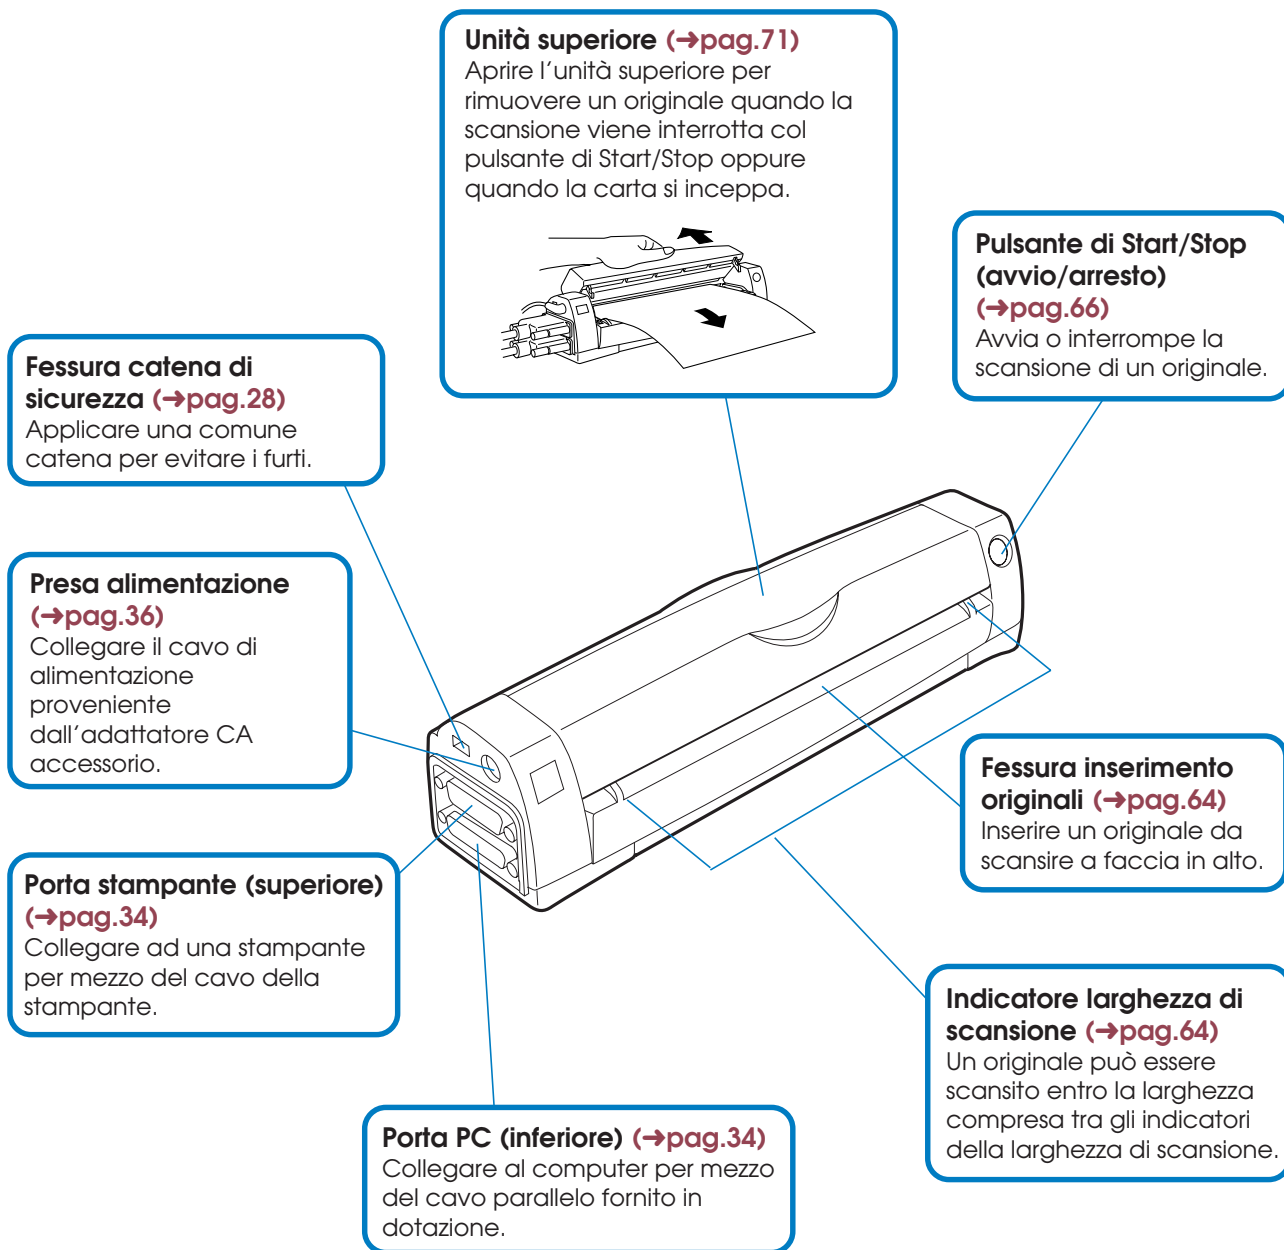 Unità superiore (➔pag.71)
Aprire l'unità superiore per
rimuovere un originale quando la
scansione viene interrotta col
pulsante di Start/Stop oppure
quando la carta si inceppa.
Pulsante di Start/Stop
(avvio/arresto)
(➔pag.66)
Avvia o interrompe la
scansione di un originale.
Fessura catena di
sicurezza (➔pag.28)
Applicare una comune
catena per evitare i furti.
Presa alimentazione
(➔pag.36)
Collegare il cavo di
alimentazione
proveniente
dall'adattatore CA
accessorio.
Fessura inserimento
originali (➔pag.64)
Inserire un originale da
scansire a faccia in alto.
Porta stampante (superiore)
(➔pag.34)
Collegare ad una stampante
per mezzo del cavo della
stampante.
Indicatore larghezza di
scansione (➔pag.64)
Un originale può essere
scansito entro la larghezza
compresa tra gli indicatori
della larghezza di scansione.
Porta PC (inferiore) (➔pag.34)
Collegare al computer per mezzo
del cavo parallelo fornito in
dotazione.